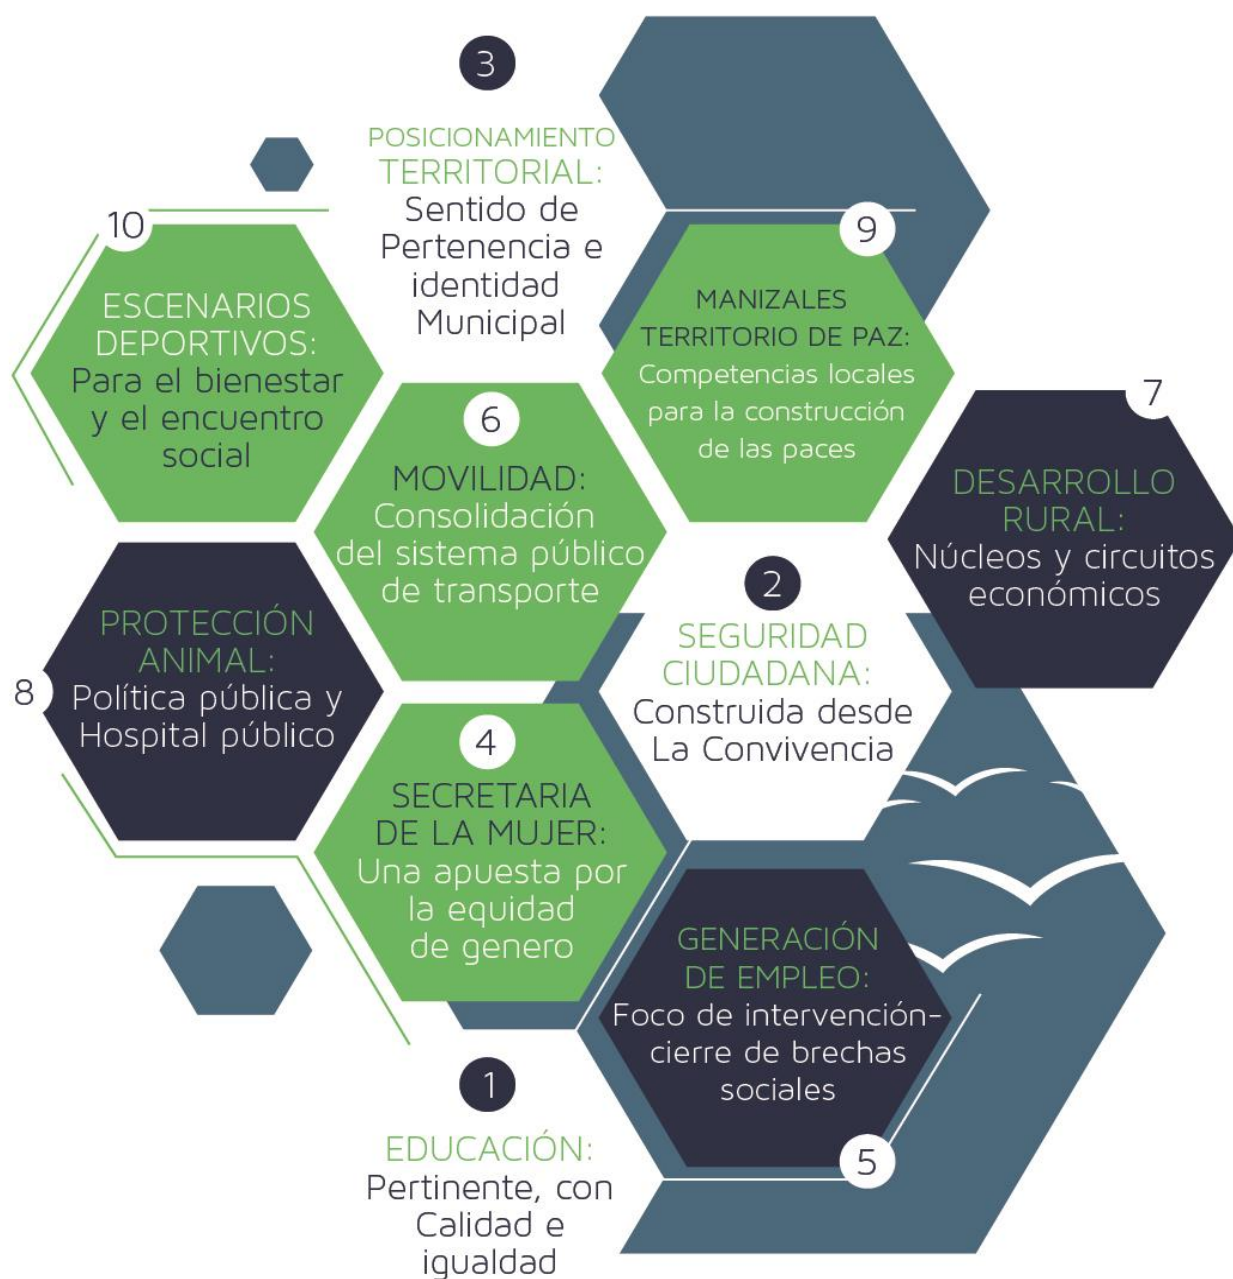 3
POSICIONAMIENTO
TERRITORIAL:
Sentido de
Pertenencia e
identidad
Municipal
10
ESCENARIOS
DEPORTIVOS:
Para el bienestar
y el encuentro
social
9
MANIZALES
TERRITORIO DE PAZ:
Competencias locales
para la construcción
de las paces
6
MOVILIDAD:
Consolidación
del sistema público
de transporte
7
DESARROLLO
RURAL:
Núcleos y circuitos
económicos
8
PROTECCIÓN
ANIMAL:
Política pública y
Hospital público
2
SEGURIDAD
CIUDADANA:
Construida desde
La Convivencia
4
SECRETARIA
DE LA MUJER:
Una apuesta por
la equidad
de genero
GENERACIÓN
DE EMPLEO:
Foco de intervención-
cierre de brechas
sociales
5
1
EDUCACIÓN:
Pertinente, con
Calidad e
igualdad